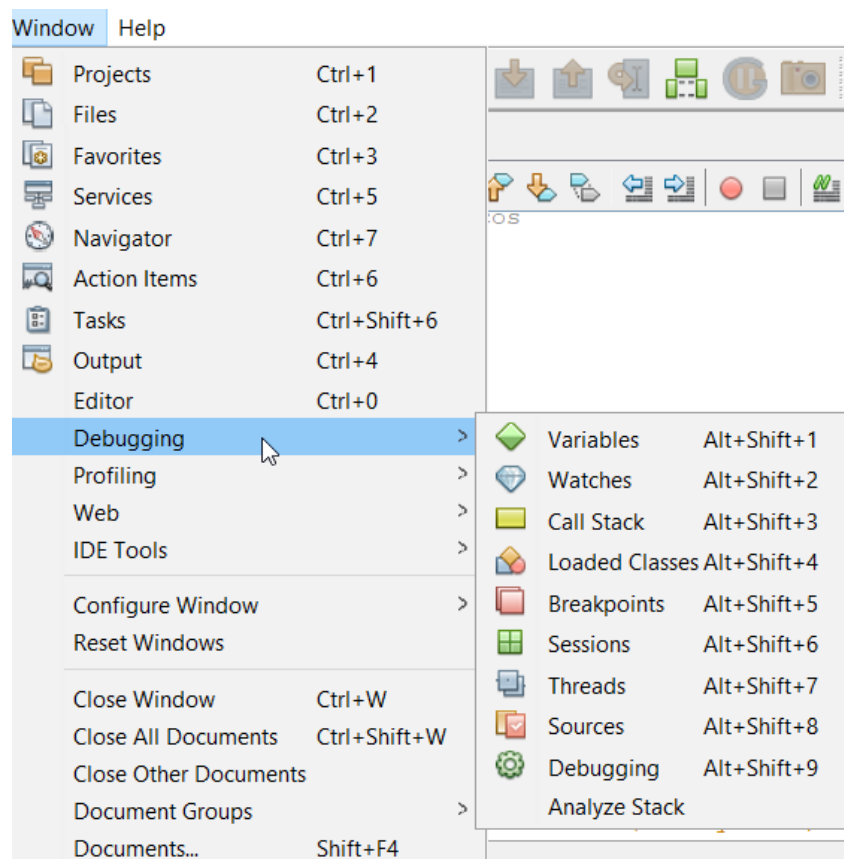 Window Help
Projects Ctrl+1
Files Ctrl+2
Favorites Ctrl+3
Services Ctrl+5
Navigator Ctrl+7
Action Items Ctrl+6
Tasks Ctrl+Shift+6
Output Ctrl+4
Editor Ctrl+0
Debugging >
Profiling >
Web >
IDE Tools >
Configure Window >
Reset Windows
Close Window Ctrl+W
Close All Documents Ctrl+Shift+W
Close Other Documents
Document Groups >
Documents... Shift+F4
os
Variables Alt+Shift+1
Watches Alt+Shift+2
Call Stack Alt+Shift+3
Loaded Classes Alt+Shift+4
Breakpoints Alt+Shift+5
Sessions Alt+Shift+6
Threads Alt+Shift+7
Sources Alt+Shift+8
Debugging Alt+Shift+9
Analyze Stack